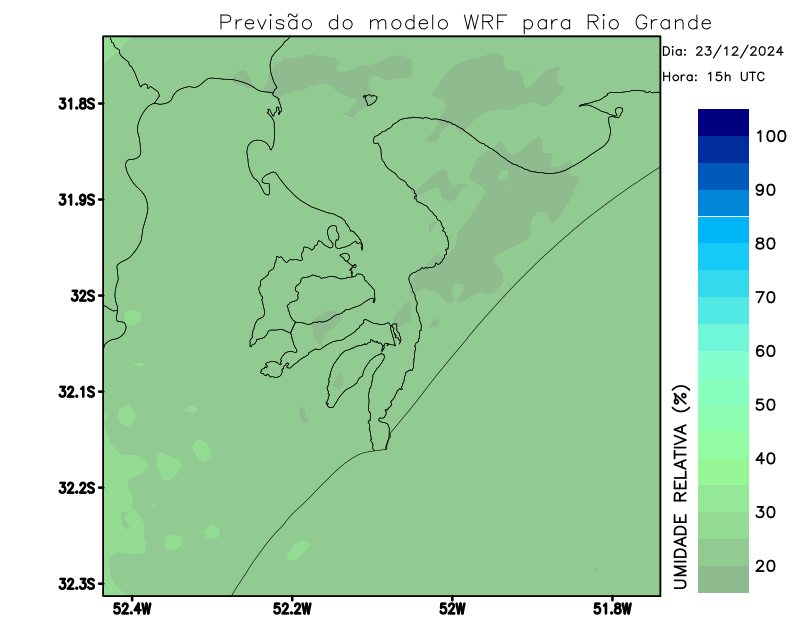 Previsão do modelo WRF para Rio Grande
Dia: 23/12/2024
Hora: 15h UTC
31.8S
31.9S
32S
32.1S
32.2S
32.3S
52.4W
52.2W
52W
51.8W
100
90
80
70
60
50
40
30
20
UMIDADE RELATIVA (%)